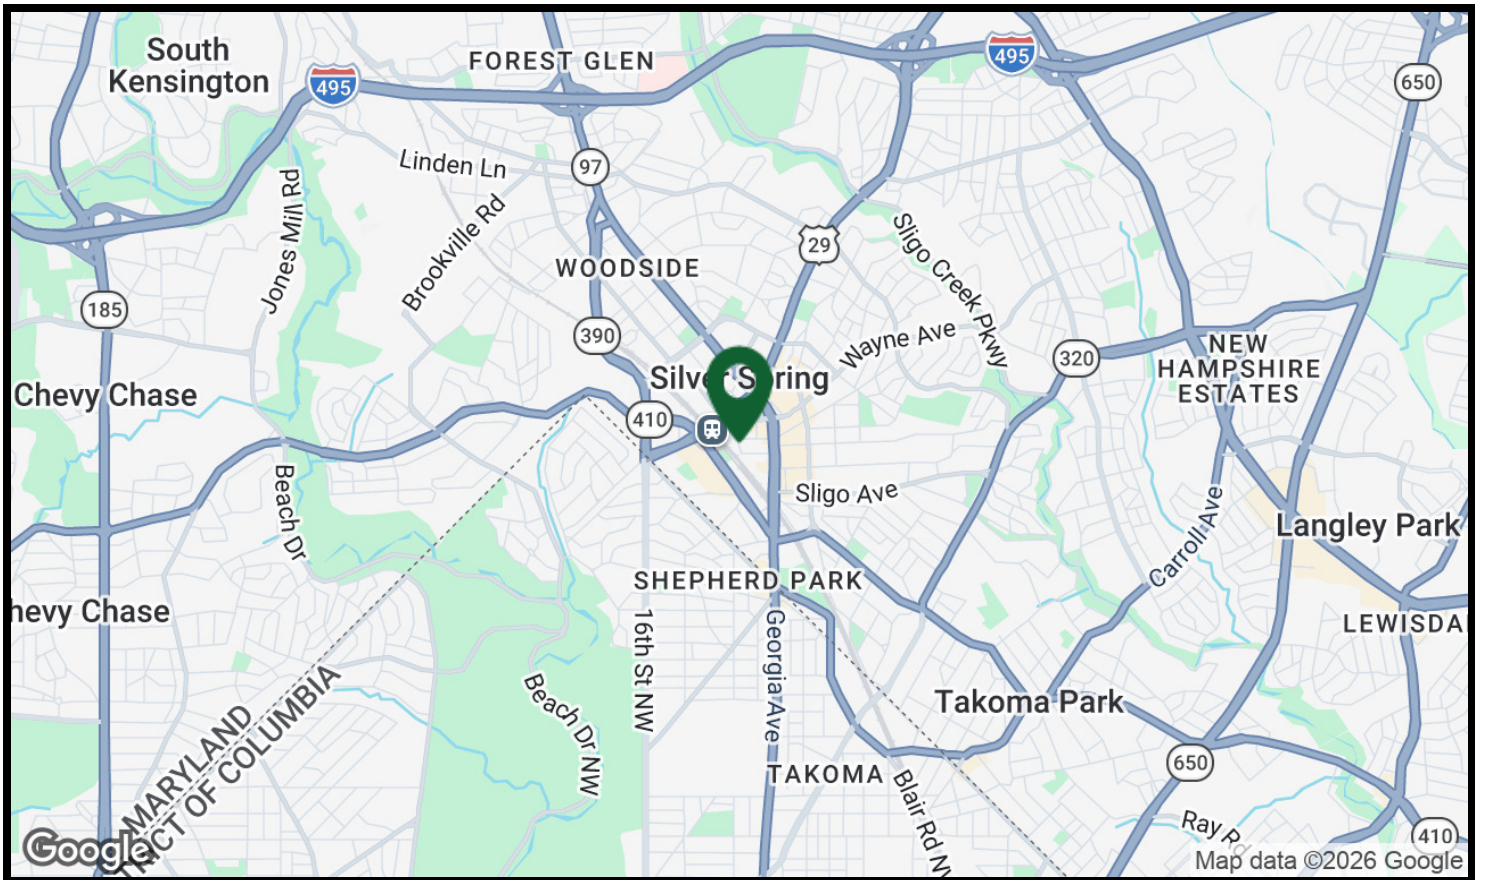 South
Kensington
495
FOREST GLEN
495
650
Linden Ln
97
Jones Mill Rd
Brookville Rd
29
Sligo Creek Pkwy
WOODSIDE
185
390
Wayne Ave
320
NEW
HAMPSHIRE
ESTATES
Chevy Chase
Silver Spring
410
Beach Dr
Sligo Ave
Carroll Ave
Langley Park
hevy Chase
SHEPHERD PARK
LEWISDA
16th St NW
Georgia Ave
Beach Dr NW
Takoma Park
MARYLAND
TRICT OF COLUMBIA
TAKOMA
650
Blair Rd NW
Ray Rd
410
Google
Map data ©2026 Google